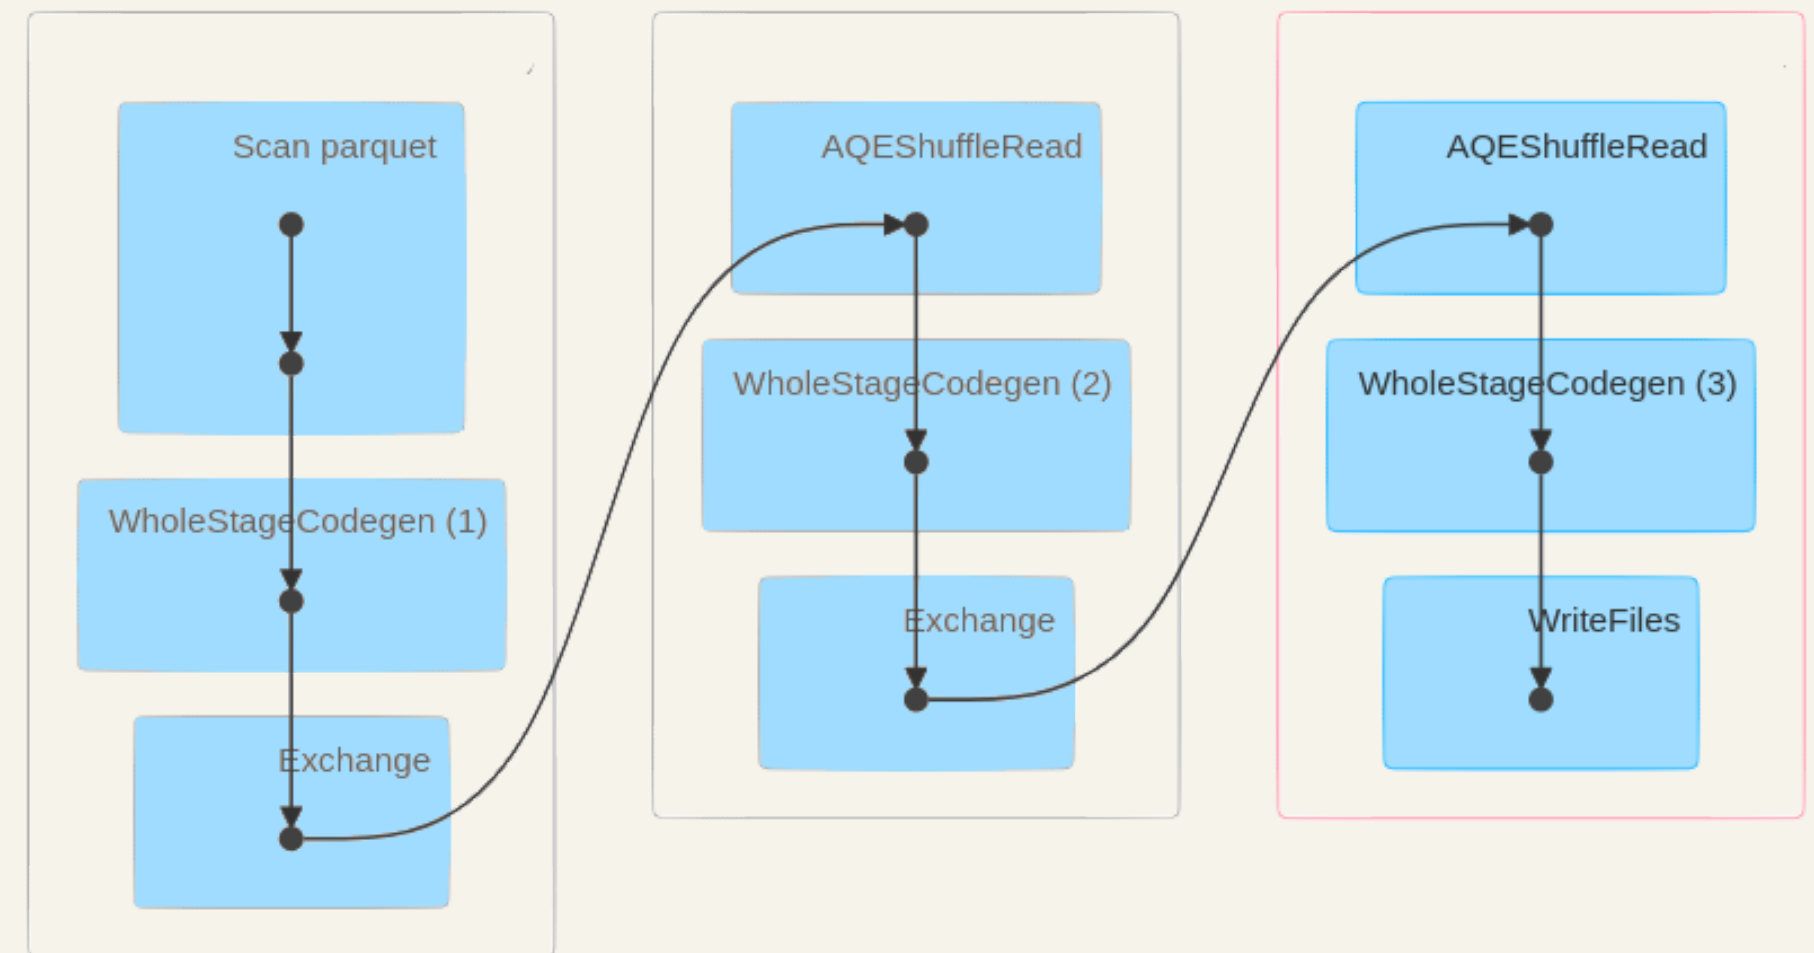 Scan parquet
WholeStageCodegen (1)
Exchange
AQEShuffleRead
WholeStageCodegen (2)
Exchange
AQEShuffleRead
WholeStageCodegen (3)
WriteFiles